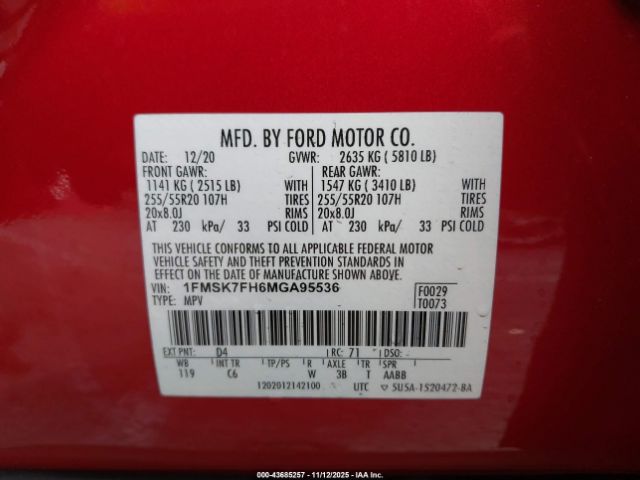 MFD. BY FORD MOTOR CO.
DATE: 12/20 GVWR: 2635 KG ( 5810 LB)
FRONT GAWR: REAR GAWR:
1141 KG ( 2515 LB) WITH 1547 KG ( 3410 LB) WITH
255/55R20 107H TIRES 255/55R20 107H TIRES
20x8.0J RIMS 20x8.0J RIMS
AT 230 kPa/ 33 PSI COLD AT 230 kPa/ 33 PSI COLD
THIS VEHICLE CONFORMS TO ALL APPLICABLE FEDERAL MOTOR
VEHICLE SAFETY AND THEFT PREVENTION STANDARDS IN
EFFECT ON THE DATE OF MANUFACTURE SHOWN ABOVE.
VIN: 1FMSK7FH6MGA95536 F0029
TYPE: MPV T0073
EXT PNT: D4 RC: 71 DSO:
WB INT TR TP/PS R AXLE TR SPR
119 C6 W 3B T AABB
1202012142100 UTC ▽ 5USA-1520472-BA
000-43685257 - 11/12/2025 - IAA Inc.